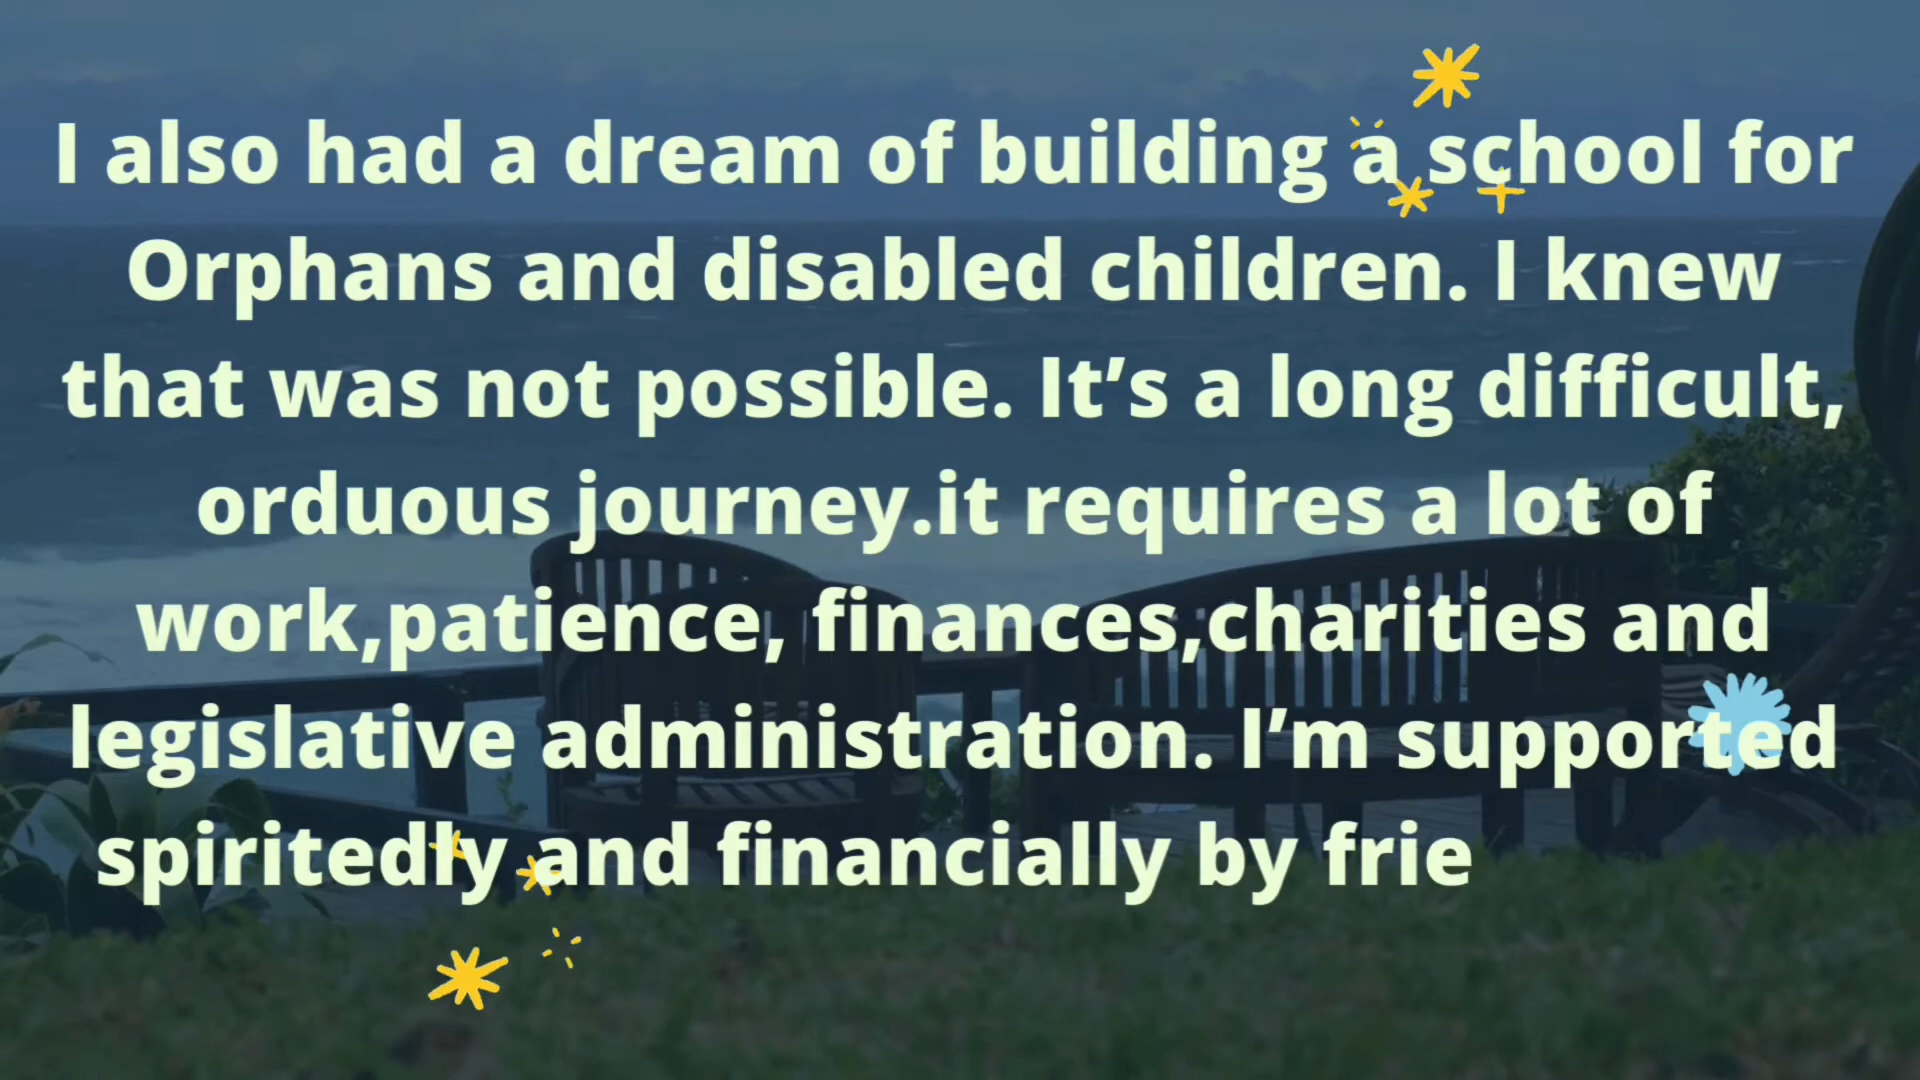 I also had a dream of building a school for
Orphans and disabled children. I knew
that was not possible. It’s a long difficult,
orduous journey.it requires a lot of
work,patience, finances,charities and
legislative administration. I’m supported
spiritedly and financially by frie